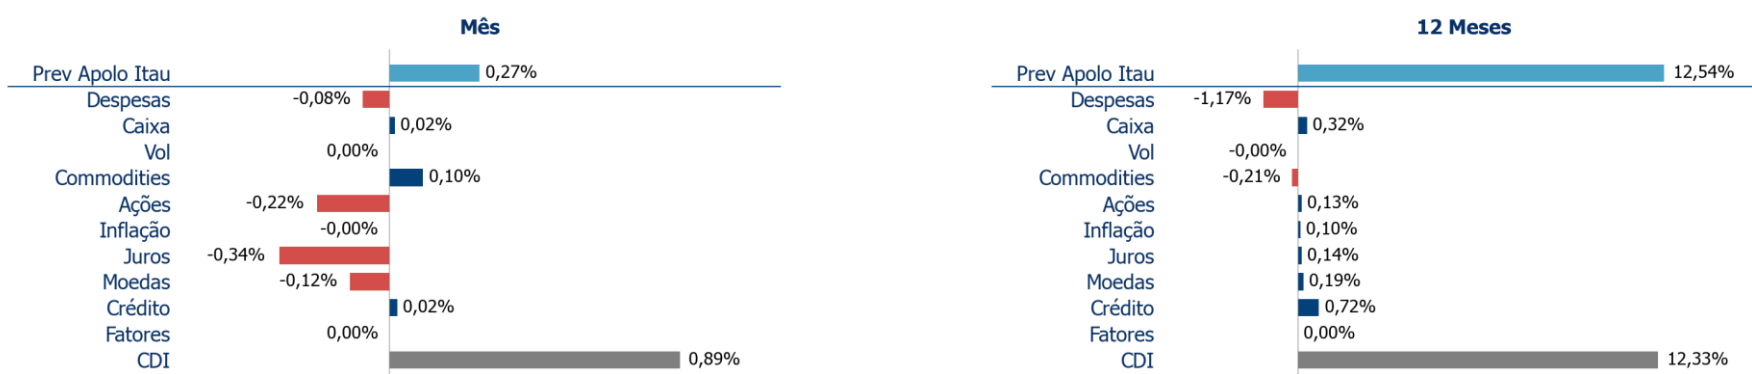 Mês
Prev Apolo Itau 0,27%
Despesas -0,08%
Caixa 0,02%
Vol 0,00%
Commodities 0,10%
Ações -0,22%
Inflação -0,00%
Juros -0,34%
Moedas -0,12%
Crédito 0,02%
Fatores 0,00%
CDI 0,89%
12 Meses
Prev Apolo Itau 12,54%
Despesas -1,17%
Caixa 0,32%
Vol -0,00%
Commodities -0,21%
Ações 0,13%
Inflação 0,10%
Juros 0,14%
Moedas 0,19%
Crédito 0,72%
Fatores 0,00%
CDI 12,33%